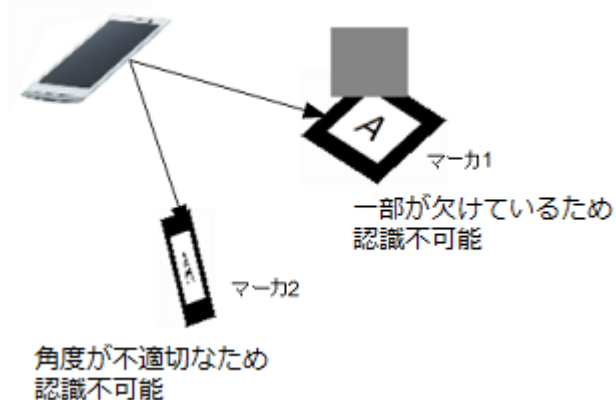 A
マーカ1
一部が欠けているため
認識不可能
マーカ2
角度が不適切なため
認識不可能